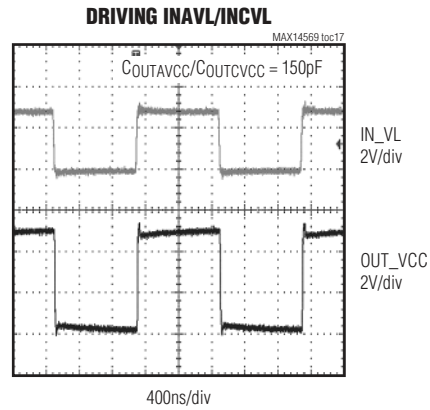 DRIVING INAVL/INCVL
MAX14569 toc17
COUTAVCC/COUTCVCC = 150pF
IN_VL
2V/div
OUT_VCC
2V/div
400ns/div